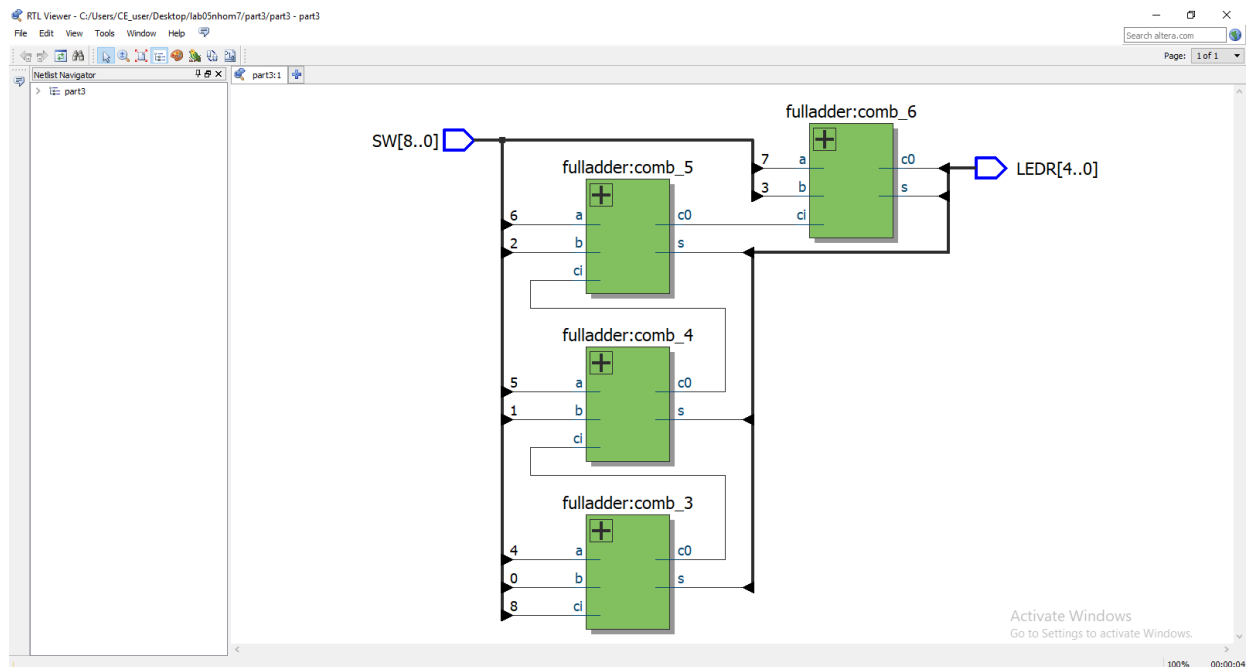 RTL Viewer - C:/Users/CE_user/Desktop/lab05nhom7/part3/part3 - part3
File Edit View Tools Window Help
Search altera.com
Page: 1 of 1
Netlist Navigator
part3:1
part3
fulladder:comb_6
SW[8..0]
7 a c0
LEDR[4..0]
3 b s
ci
fulladder:comb_5
6 a c0
2 b s
ci
fulladder:comb_4
5 a c0
1 b s
ci
fulladder:comb_3
4 a c0
0 b s
8 ci
Activate Windows
Go to Settings to activate Windows.
100% 00:00:04